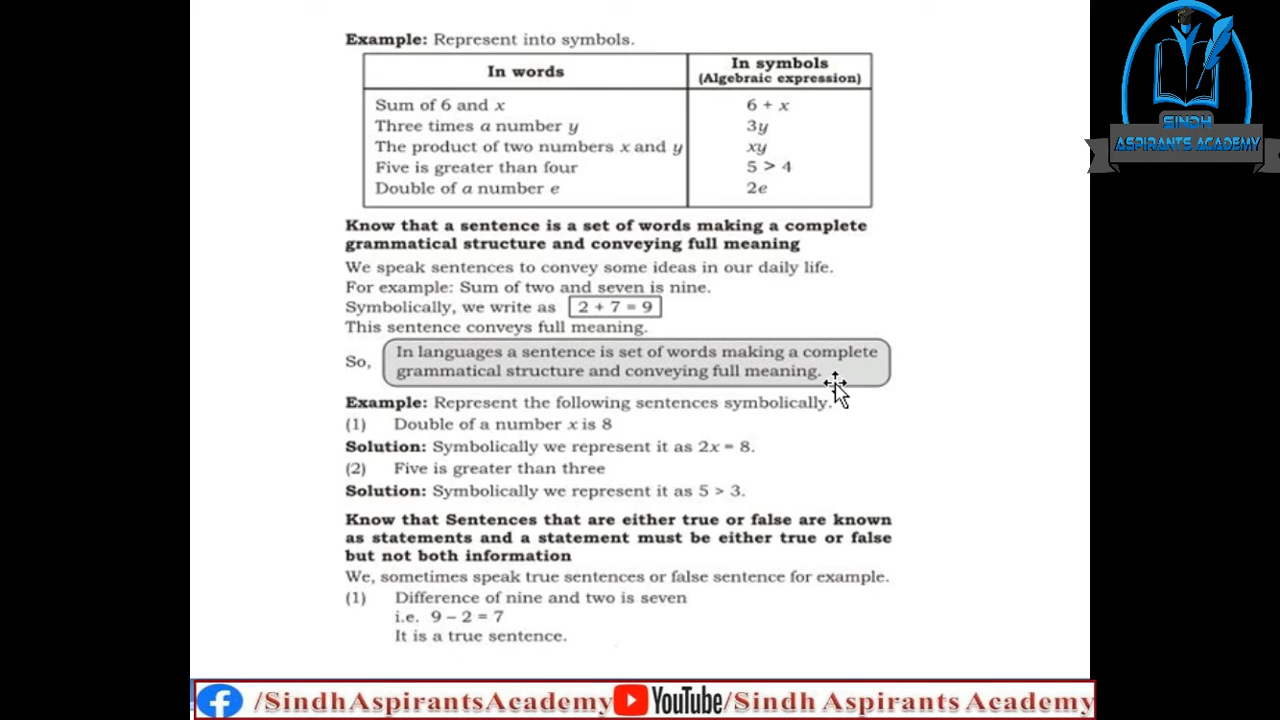 Example: Represent into symbols.
In words
In symbols
(Algebraic expression)
Sum of 6 and x
6 + x
Three times a number y
3y
The product of two numbers x and y
xy
Five is greater than four
5 > 4
Double of a number e
2e
Know that a sentence is a set of words making a complete
grammatical structure and conveying full meaning
We speak sentences to convey some ideas in our daily life.
For example: Sum of two and seven is nine.
Symbolically, we write as 2 + 7 = 9
This sentence conveys full meaning.
So,
In languages a sentence is set of words making a complete
grammatical structure and conveying full meaning.
Example: Represent the following sentences symbolically.
(1) Double of a number x is 8
Solution: Symbolically we represent it as 2x = 8.
(2) Five is greater than three
Solution: Symbolically we represent it as 5 > 3.
Know that Sentences that are either true or false are known
as statements and a statement must be either true or false
but not both information
We, sometimes speak true sentences or false sentence for example.
(1) Difference of nine and two is seven
i.e. 9 – 2 = 7
It is a true sentence.
SINDH
ASPIRANTS ACADEMY
/SindhAspirantsAcademy YouTube/Sindh Aspirants Academy